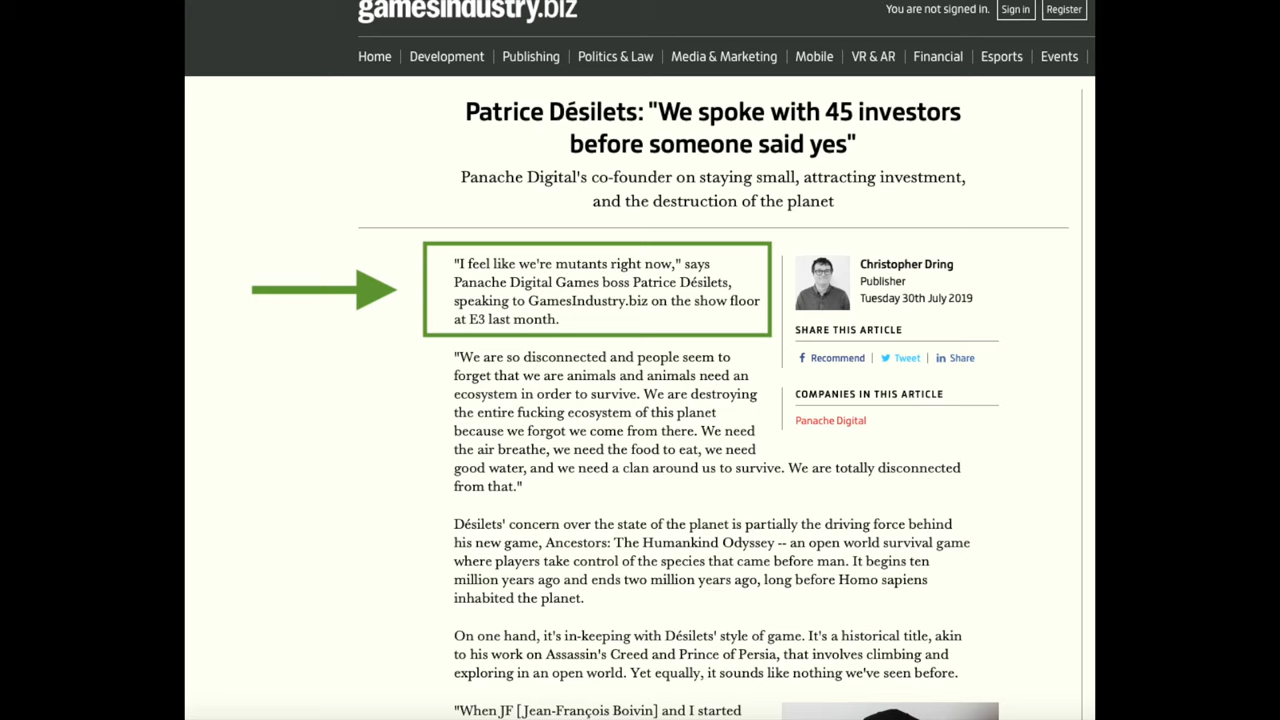 gamesindustry.biz
You are not signed in. Sign in Register
Home Development Publishing Politics & Law Media & Marketing Mobile VR & AR Financial Esports Events
Patrice Désilets: "We spoke with 45 investors
before someone said yes"
Panache Digital's co-founder on staying small, attracting investment,
and the destruction of the planet
"I feel like we're mutants right now," says
Panache Digital Games boss Patrice Désilets,
speaking to GamesIndustry.biz on the show floor
at E3 last month.
"We are so disconnected and people seem to
forget that we are animals and animals need an
ecosystem in order to survive. We are destroying
the entire fucking ecosystem of this planet
because we forgot we come from there. We need
the air breathe, we need the food to eat, we need
good water, and we need a clan around us to survive. We are totally disconnected
from that."
Désilets' concern over the state of the planet is partially the driving force behind
his new game, Ancestors: The Humankind Odyssey -- an open world survival game
where players take control of the species that came before man. It begins ten
million years ago and ends two million years ago, long before Homo sapiens
inhabited the planet.
On one hand, it's in-keeping with Désilets' style of game. It's a historical title, akin
to his work on Assassin's Creed and Prince of Persia, that involves climbing and
exploring in an open world. Yet equally, it sounds like nothing we've seen before.
"When JF [Jean-François Boivin] and I started
Christopher Dring
Publisher
Tuesday 30th July 2019
SHARE THIS ARTICLE
Recommend Tweet Share
COMPANIES IN THIS ARTICLE
Panache Digital